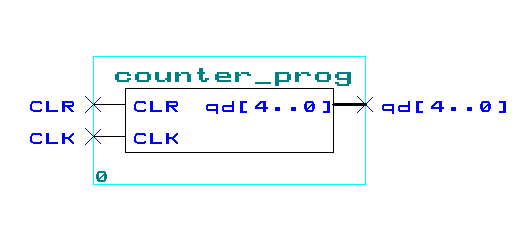 counter_prog
CLR CLR qd[4..0] qd[4..0]
CLK CLK
0